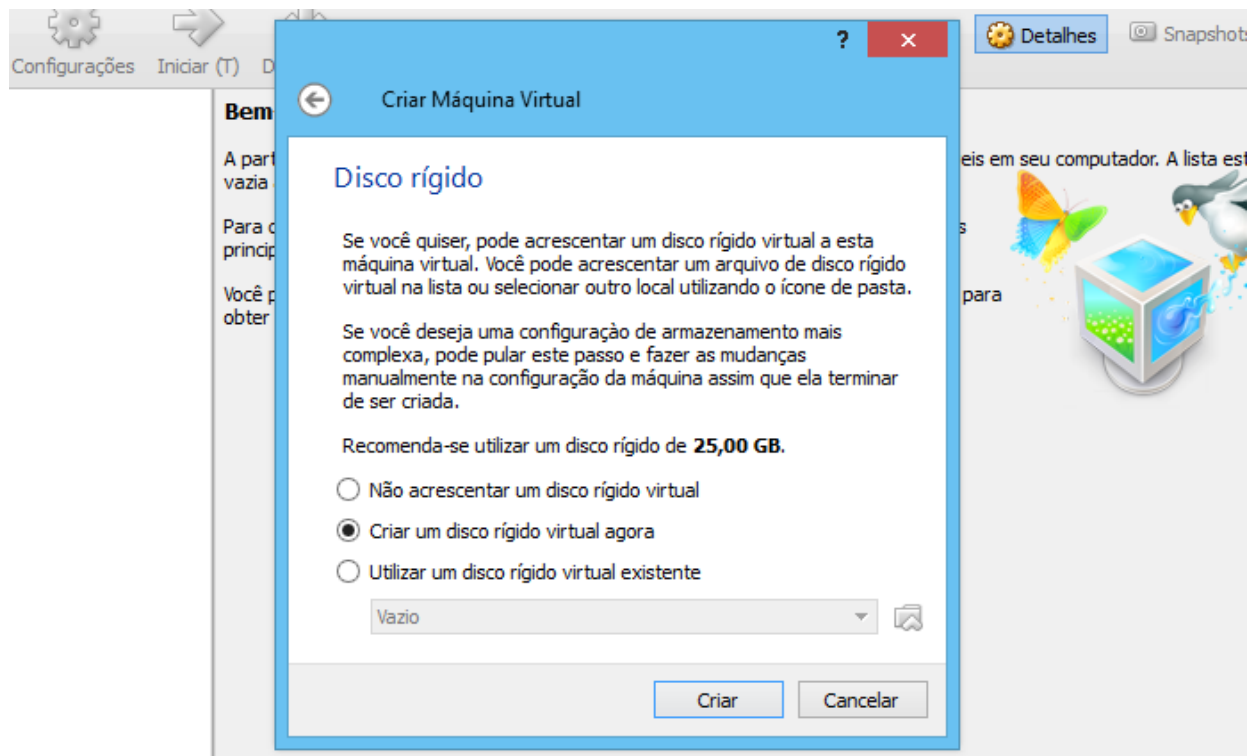 Configurações Iniciar (T) D
Detalhes Snapshots
?
Criar Máquina Virtual
Bem
A part
eis em seu computador. A lista est
vazia
Para c
s
princip
Você p
para
obter
Disco rígido
Se você quiser, pode acrescentar um disco rígido virtual a esta
máquina virtual. Você pode acrescentar um arquivo de disco rígido
virtual na lista ou selecionar outro local utilizando o ícone de pasta.
Se você deseja uma configuraçào de armazenamento mais
complexa, pode pular este passo e fazer as mudanças
manualmente na configuração da máquina assim que ela terminar
de ser criada.
Recomenda-se utilizar um disco rígido de 25,00 GB.
Não acrescentar um disco rígido virtual
Criar um disco rígido virtual agora
Utilizar um disco rígido virtual existente
Vazio
Criar Cancelar